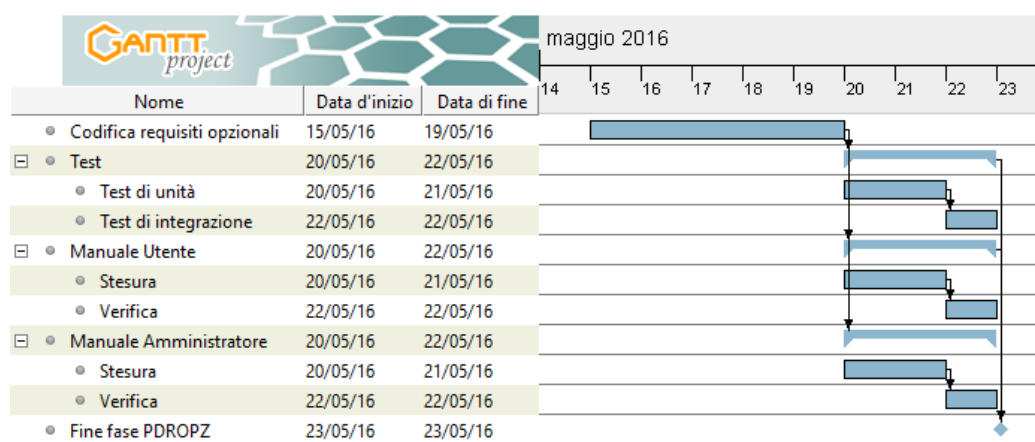 GANTT
project
maggio 2016
14 15 16 17 18 19 20 21 22 23
Nome Data d'inizio Data di fine
Codifica requisiti opzionali 15/05/16 19/05/16
Test 20/05/16 22/05/16
Test di unità 20/05/16 21/05/16
Test di integrazione 22/05/16 22/05/16
Manuale Utente 20/05/16 22/05/16
Stesura 20/05/16 21/05/16
Verifica 22/05/16 22/05/16
Manuale Amministratore 20/05/16 22/05/16
Stesura 20/05/16 21/05/16
Verifica 22/05/16 22/05/16
Fine fase PDROPZ 23/05/16 23/05/16